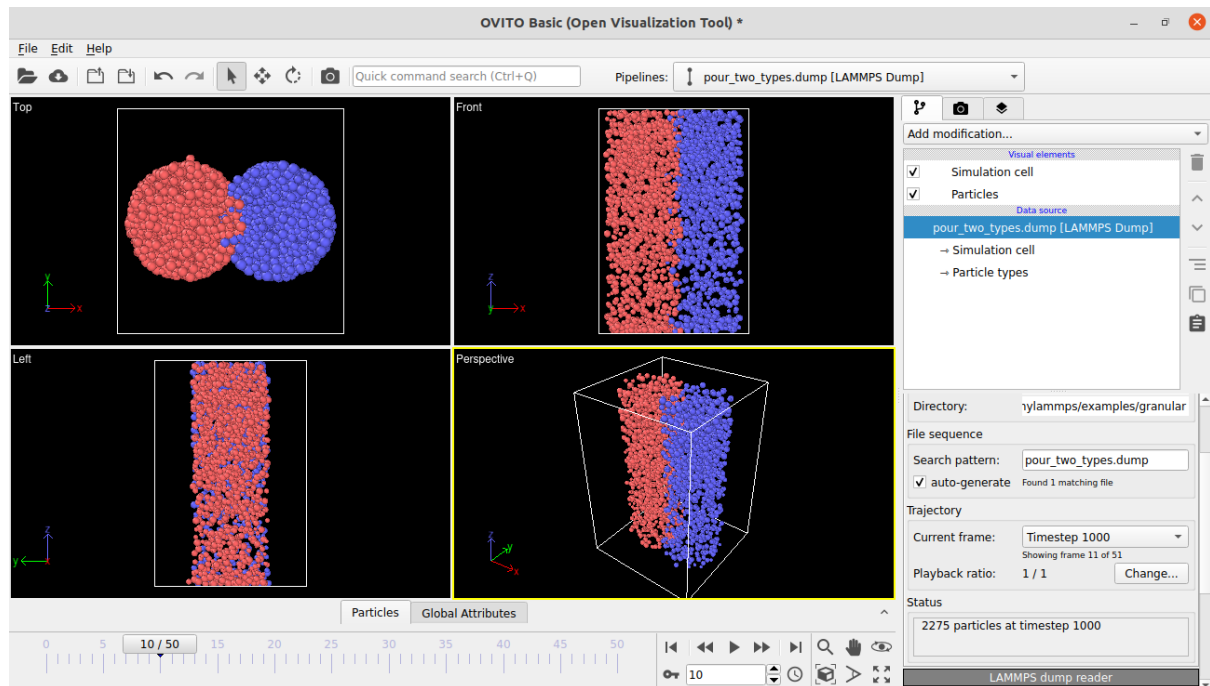 OVITO Basic (Open Visualization Tool) *
File Edit Help
Quick command search (Ctrl+Q)
Pipelines:
pour_two_types.dump [LAMMPS Dump]
Top
y
z
x
Front
z
y
x
Left
z
y
x
Perspective
z
y
x
Add modification...
Visual elements
Simulation cell
Particles
Data source
pour_two_types.dump [LAMMPS Dump]
→ Simulation cell
→ Particle types
Directory: nylammps/examples/granular
File sequence
Search pattern: pour_two_types.dump
auto-generate Found 1 matching file
Trajectory
Current frame: Timestep 1000
Showing frame 11 of 51
Playback ratio: 1 / 1 Change...
Status
2275 particles at timestep 1000
LAMMPS dump reader
Particles Global Attributes
0 5 10 / 50 15 20 25 30 35 40 45 50
10